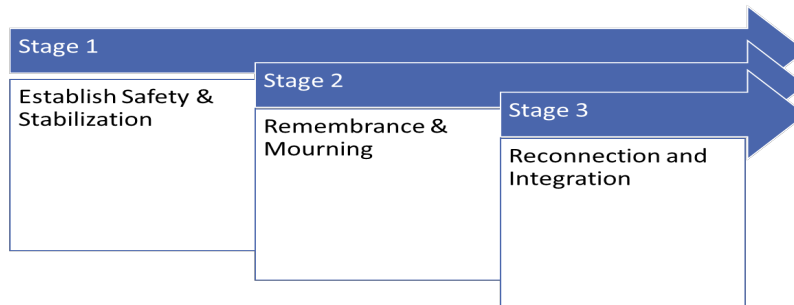 Stage 1
Establish Safety &
Stabilization
Stage 2
Remembrance &
Mourning
Stage 3
Reconnection and
Integration